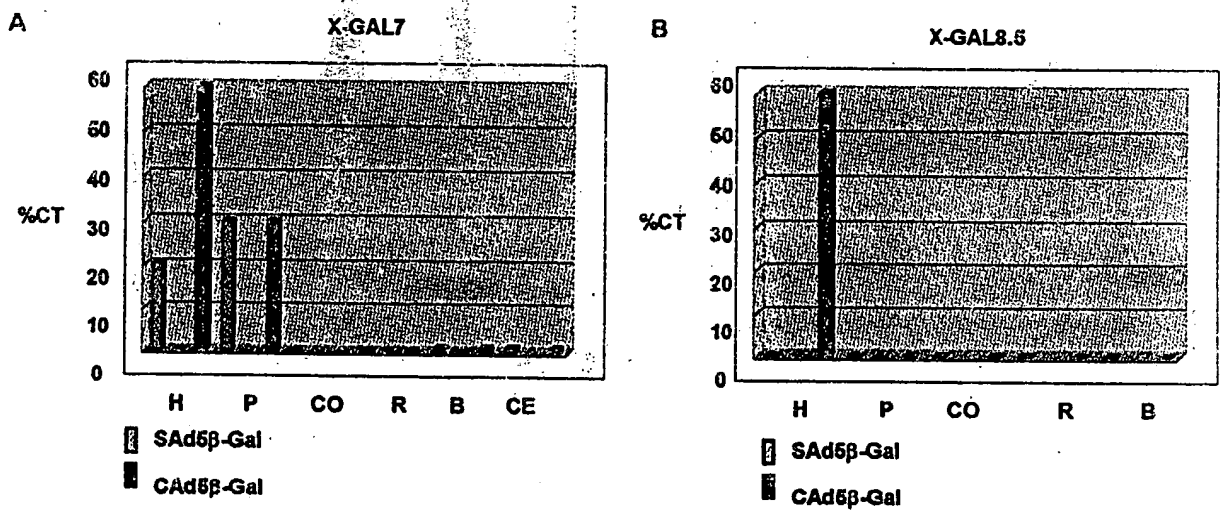 A
X-GAL7
60
50
40
%CT
30
20
10
0
H P CO R B CE
SAd5β-Gal
CAd5β-Gal
B
X-GAL8.5
60
50
40
%CT
30
20
10
0
H P CO R B
SAd5β-Gal
CAd5β-Gal